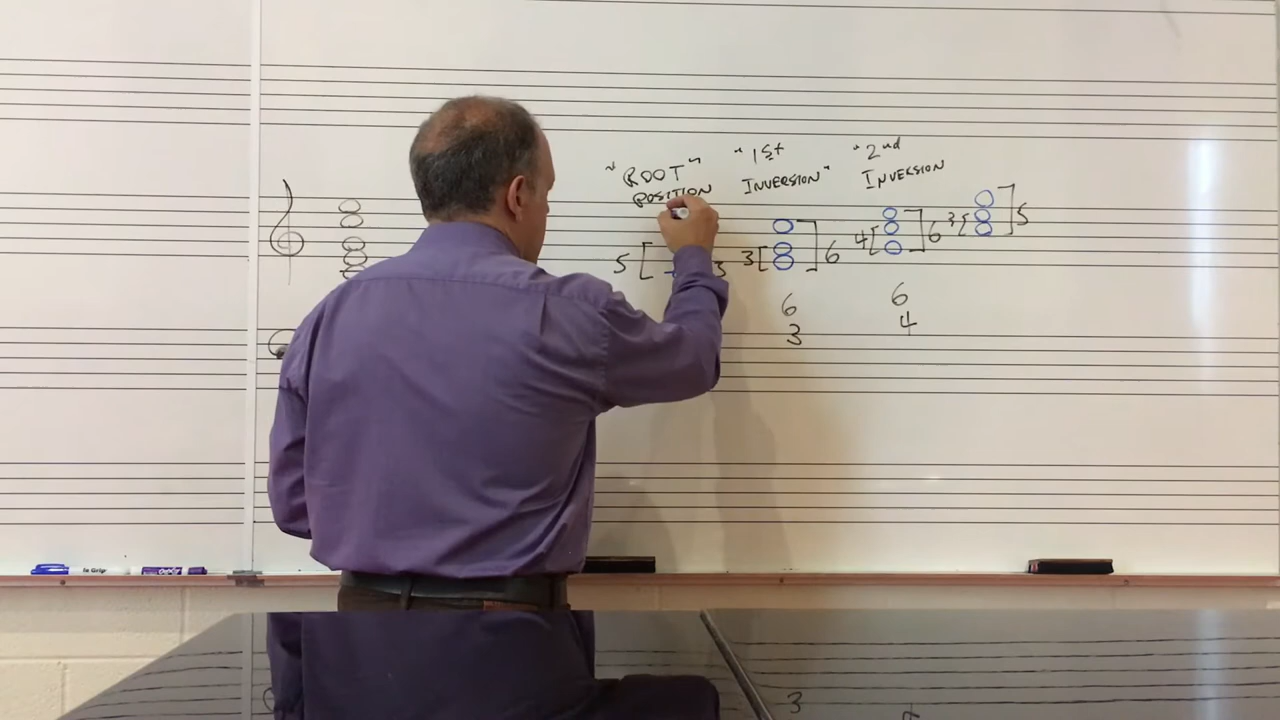 "ROOT"
POSITION
"1st
INVERSION"
"2nd
INVERSION
5 3
3 6
4 6
3 5
6
3
6
4